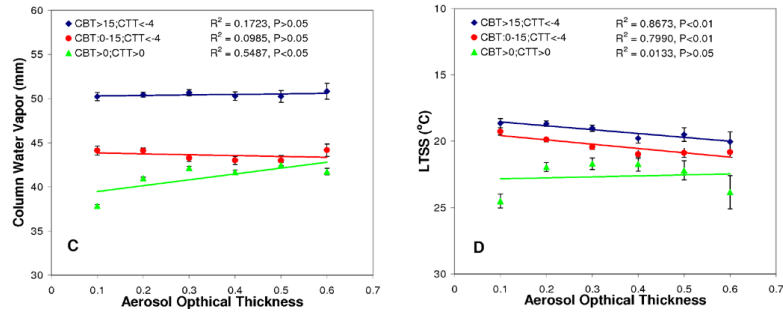 60
CBT>15;CTT<-4 R² = 0.1723, P>0.05
CBT:0-15;CTT<-4 R² = 0.0985, P>0.05
CBT>0;CTT>0 R² = 0.5487, P<0.05
55
50
45
40
35
30
Column Water Vapor (mm)
C
0 0.1 0.2 0.3 0.4 0.5 0.6 0.7
Aerosol Opthical Thickness
10
CBT>15;CTT<-4 R² = 0.8673, P<0.01
CBT:0-15;CTT<-4 R² = 0.7990, P<0.01
CBT>0;CTT>0 R² = 0.0133, P>0.05
15
20
25
30
LTSS (°C)
D
0 0.1 0.2 0.3 0.4 0.5 0.6 0.7
Aerosol Opthical Thickness